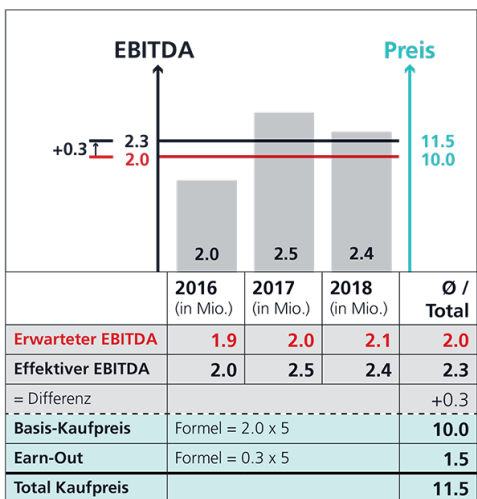 EBITDA Preis
+0.3 2.3 11.5
2.0 10.0
2.0 2.5 2.4
2016 2017 2018 Ø /
(in Mio.) (in Mio.) (in Mio.) Total
Erwarteter EBITDA 1.9 2.0 2.1 2.0
Effektiver EBITDA 2.0 2.5 2.4 2.3
= Differenz +0.3
Basis-Kaufpreis Formel = 2.0 x 5 10.0
Earn-Out Formel = 0.3 x 5 1.5
Total Kaufpreis 11.5